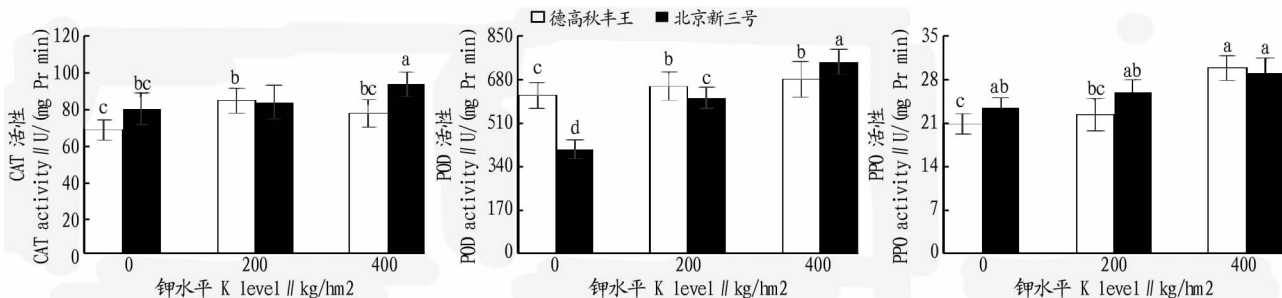 德高秋丰王 北京新三号
CAT 活性
CAT activity∥U/(mg Pr min)
120
100
80
60
40
20
0
c bc b bc a
0 200 400
钾水平 K level∥kg/hm2
POD 活性
POD activity∥U/(mg Pr min)
850
680
510
340
170
0
c d b c b a
0 200 400
钾水平 K level∥kg/hm2
PPO 活性
PPO activity∥U/(mg Pr min)
35
28
21
14
7
0
c ab bc ab a a
0 200 400
钾水平 K level∥kg/hm2